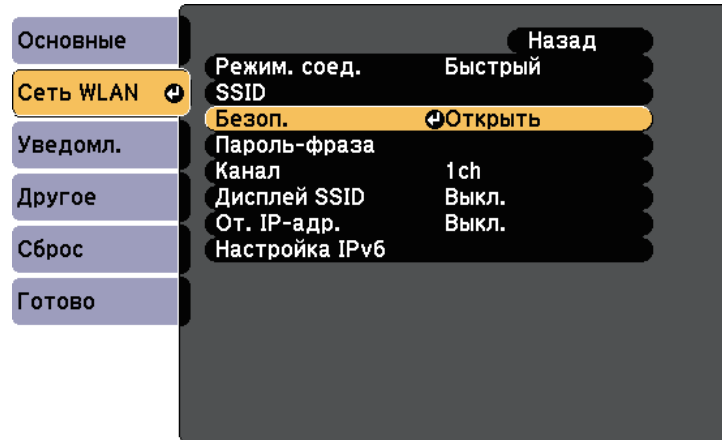 Основные
Сеть WLAN
Уведомл.
Другое
Сброс
Готово
Назад
Режим. соед. Быстрый
SSID
Безоп. Открыть
Пароль-фраза
Канал 1ch
Дисплей SSID Выкл.
От. IP-адр. Выкл.
Настройка IPv6